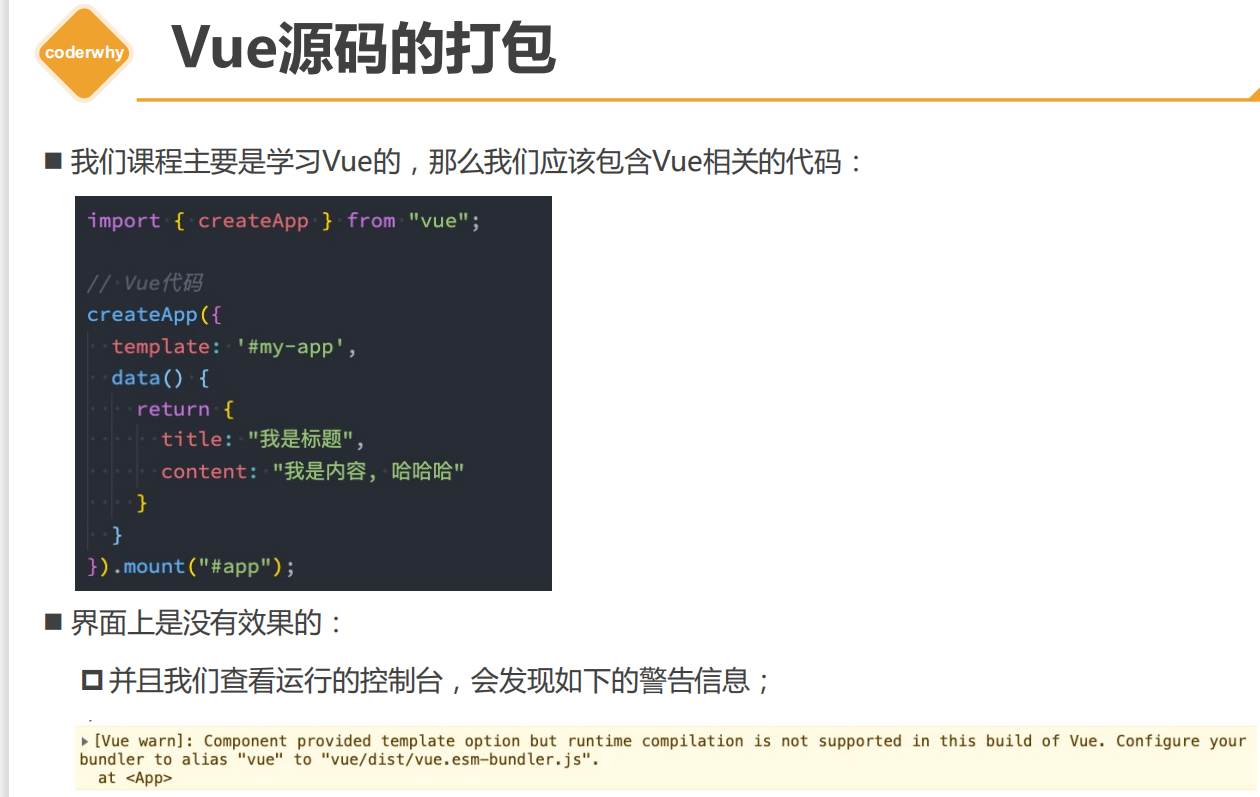 coderwhy
Vue源码的打包
我们课程主要是学习Vue的，那么我们应该包含Vue相关的代码：
import { createApp } from "vue";
// Vue代码
createApp({
template: '#my-app',
data() {
return {
title: "我是标题",
content: "我是内容, 哈哈哈"
}
}
}).mount("#app");
界面上是没有效果的：
并且我们查看运行的控制台，会发现如下的警告信息；
[Vue warn]: Component provided template option but runtime compilation is not supported in this build of Vue. Configure your
bundler to alias "vue" to "vue/dist/vue.esm-bundler.js".
at <App>